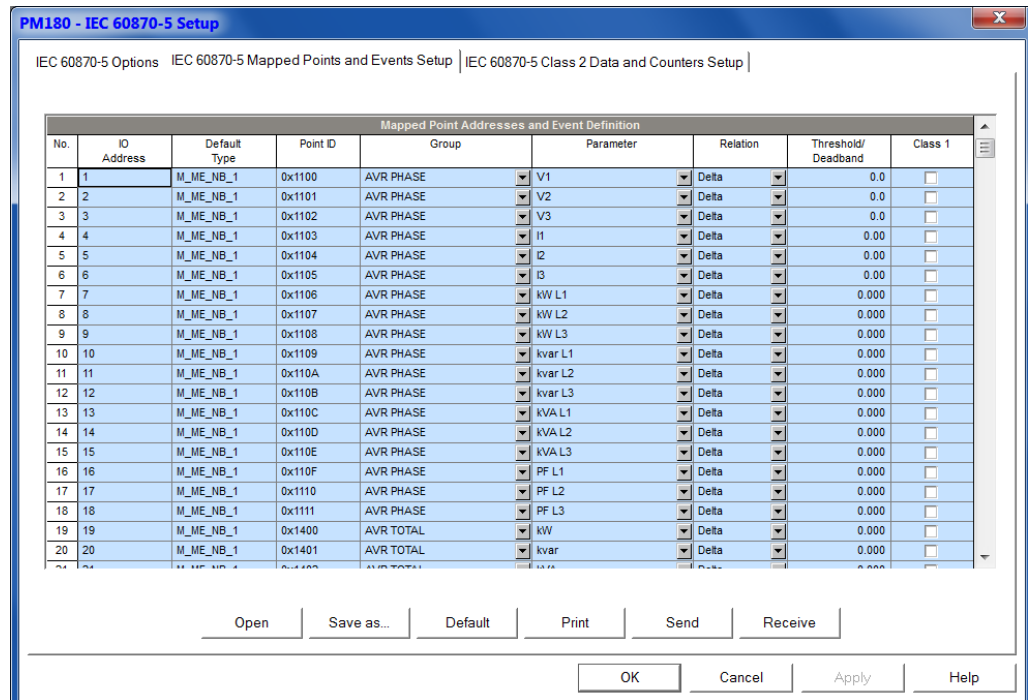 PM180 - IEC 60870-5 Setup
x
IEC 60870-5 Options IEC 60870-5 Mapped Points and Events Setup IEC 60870-5 Class 2 Data and Counters Setup
Mapped Point Addresses and Event Definition
No. IO Address Default Type Point ID Group Parameter Relation Threshold/ Deadband Class 1
1 1 M_ME_NB_1 0x1100 AVR PHASE V1 Delta 0.0
2 2 M_ME_NB_1 0x1101 AVR PHASE V2 Delta 0.0
3 3 M_ME_NB_1 0x1102 AVR PHASE V3 Delta 0.0
4 4 M_ME_NB_1 0x1103 AVR PHASE I1 Delta 0.00
5 5 M_ME_NB_1 0x1104 AVR PHASE I2 Delta 0.00
6 6 M_ME_NB_1 0x1105 AVR PHASE I3 Delta 0.00
7 7 M_ME_NB_1 0x1106 AVR PHASE kW L1 Delta 0.000
8 8 M_ME_NB_1 0x1107 AVR PHASE kW L2 Delta 0.000
9 9 M_ME_NB_1 0x1108 AVR PHASE kW L3 Delta 0.000
10 10 M_ME_NB_1 0x1109 AVR PHASE kvar L1 Delta 0.000
11 11 M_ME_NB_1 0x110A AVR PHASE kvar L2 Delta 0.000
12 12 M_ME_NB_1 0x110B AVR PHASE kvar L3 Delta 0.000
13 13 M_ME_NB_1 0x110C AVR PHASE kVA L1 Delta 0.000
14 14 M_ME_NB_1 0x110D AVR PHASE kVA L2 Delta 0.000
15 15 M_ME_NB_1 0x110E AVR PHASE kVA L3 Delta 0.000
16 16 M_ME_NB_1 0x110F AVR PHASE PF L1 Delta 0.000
17 17 M_ME_NB_1 0x1110 AVR PHASE PF L2 Delta 0.000
18 18 M_ME_NB_1 0x1111 AVR PHASE PF L3 Delta 0.000
19 19 M_ME_NB_1 0x1400 AVR TOTAL kW Delta 0.000
20 20 M_ME_NB_1 0x1401 AVR TOTAL kvar Delta 0.000
Open Save as... Default Print Send Receive
OK Cancel Apply Help